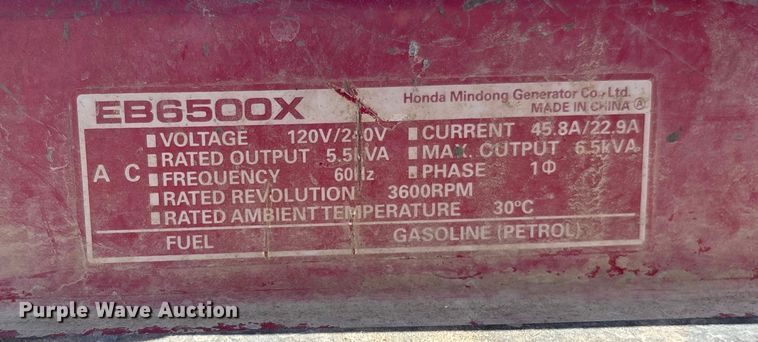 EB6500X Honda Mindong Generator Co., Ltd.
MADE IN CHINA Ⓐ
AC
■ VOLTAGE 120V/240V ■ CURRENT 45.8A/22.9A
■ RATED OUTPUT 5.5kVA ■ MAX. OUTPUT 6.5kVA
■ FREQUENCY 60Hz ■ PHASE 1Φ
■ RATED REVOLUTION 3600RPM
■ RATED AMBIENT TEMPERATURE 30°C
FUEL GASOLINE (PETROL)
Purple Wave Auction